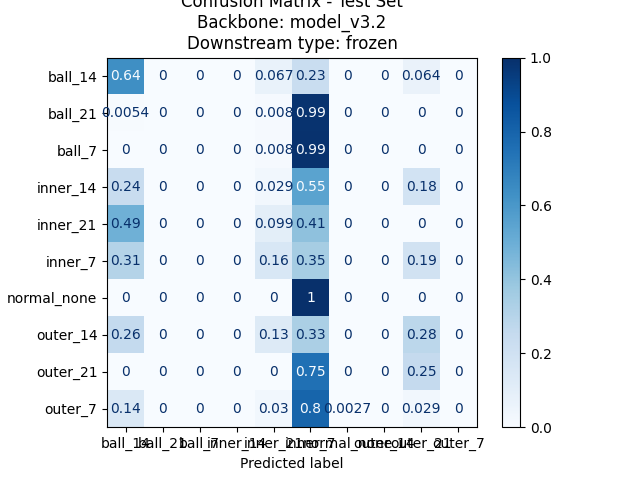 Confusion Matrix - Test Set
Backbone: model_v3.2
Downstream type: frozen
ball_14 0.64 0 0 0 0.067 0.23 0 0 0.064 0
ball_21 0.0054 0 0 0 0.008 0.99 0 0 0 0
ball_7 0 0 0 0 0.008 0.99 0 0 0 0
inner_14 0.24 0 0 0 0.029 0.55 0 0 0.18 0
inner_21 0.49 0 0 0 0.099 0.41 0 0 0 0
inner_7 0.31 0 0 0 0.16 0.35 0 0 0.19 0
normal_none 0 0 0 0 0 1 0 0 0 0
outer_14 0.26 0 0 0 0.13 0.33 0 0 0.28 0
outer_21 0 0 0 0 0 0.75 0 0 0.25 0
outer_7 0.14 0 0 0 0.03 0.8 0.0027 0 0.029 0
ball_14 ball_21 ball_7 inner_14 inner_21 inner_7 normal_none outer_14 outer_21 outer_7
Predicted label
1.0
0.8
0.6
0.4
0.2
0.0